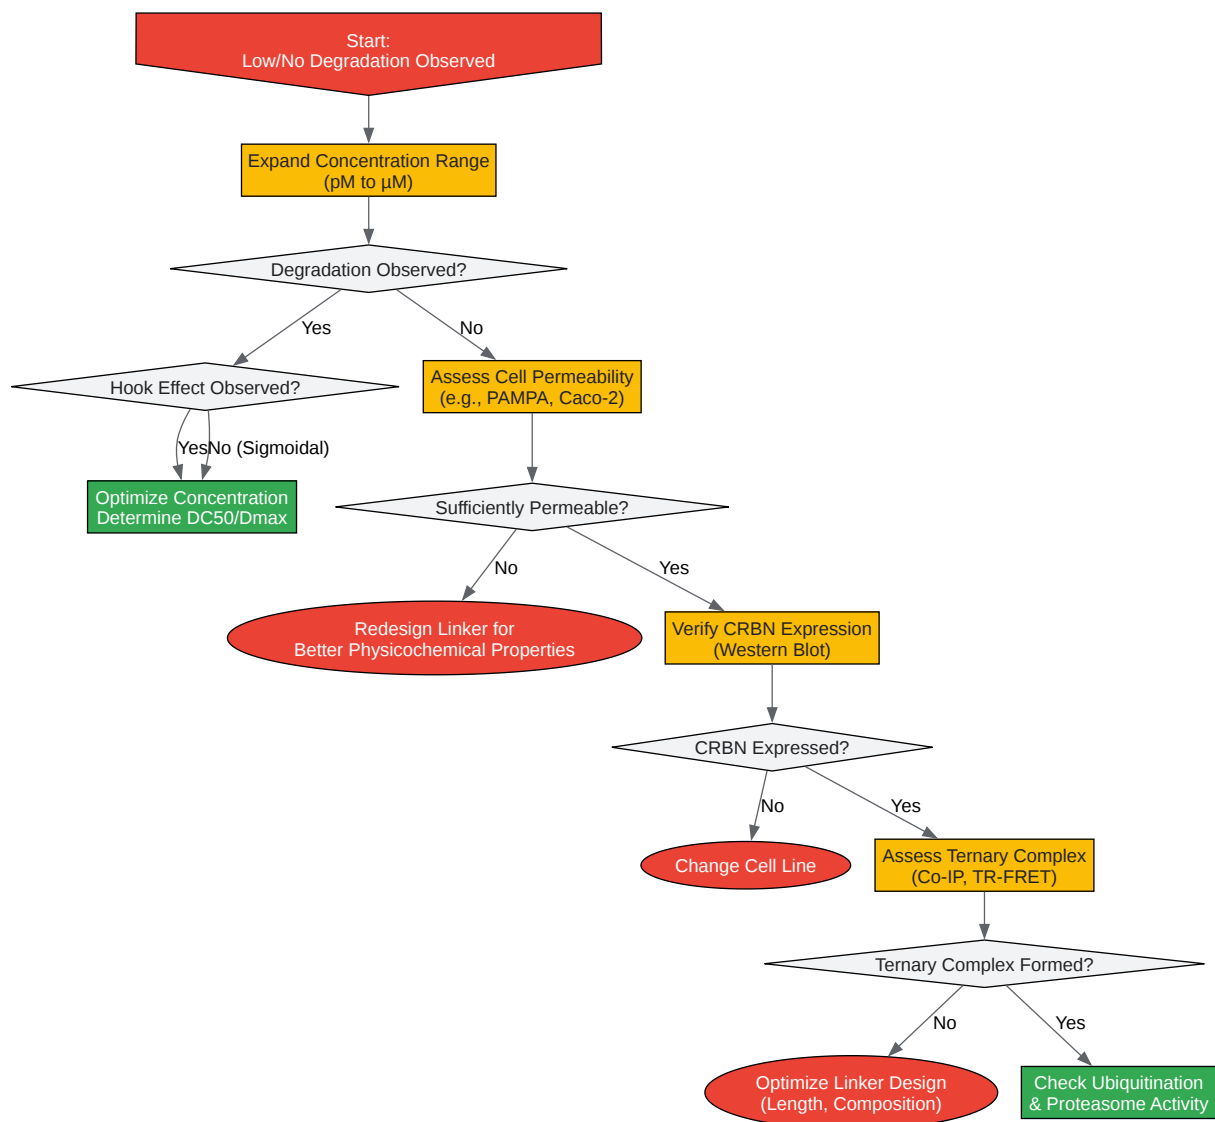 Start:
Low/No Degradation Observed
Expand Concentration Range
(pM to µM)
Degradation Observed?
Yes
No
Hook Effect Observed?
Assess Cell Permeability
(e.g., PAMPA, Caco-2)
Yes
No (Sigmoidal)
Optimize Concentration
Determine DC50/Dmax
Sufficiently Permeable?
No
Yes
Redesign Linker for
Better Physicochemical Properties
Verify CRBN Expression
(Western Blot)
CRBN Expressed?
No
Yes
Change Cell Line
Assess Ternary Complex
(Co-IP, TR-FRET)
Ternary Complex Formed?
No
Yes
Optimize Linker Design
(Length, Composition)
Check Ubiquitination
& Proteasome Activity